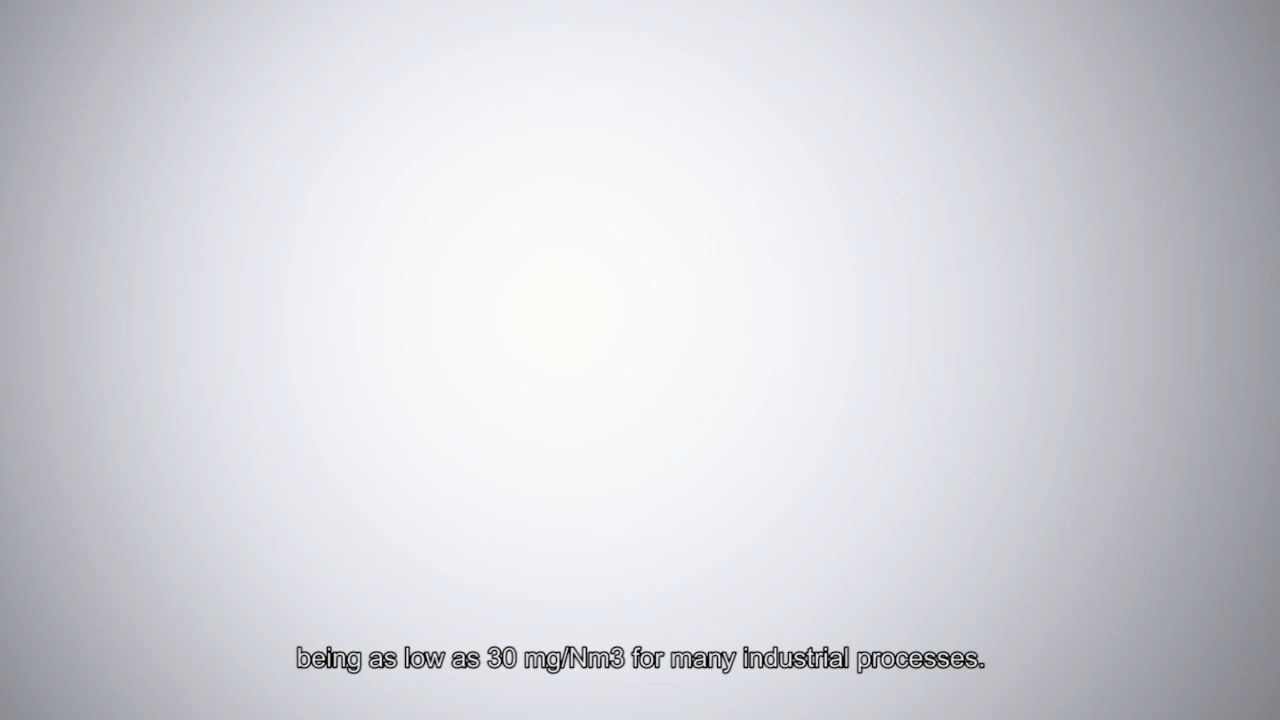 being as low as 30 mg/Nm3 for many industrial processes.